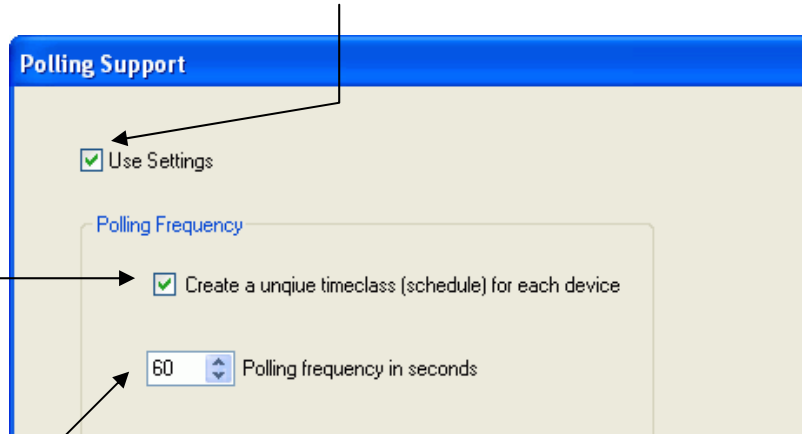 Polling Support
Use Settings
Polling Frequency
Create a unqiue timeclass (schedule) for each device
60 Polling frequency in seconds